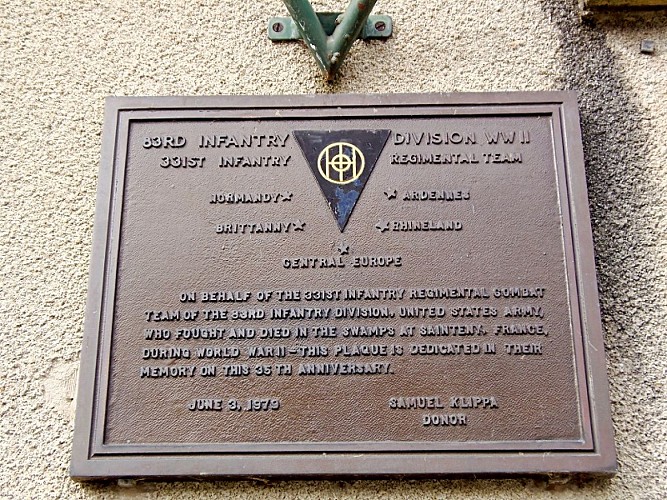 83RD INFANTRY DIVISION WW II
331ST INFANTRY REGIMENTAL TEAM
NORMANDY ★ ★ ARDENNES
BRITTANNY ★ ★ RHINELAND
★
CENTRAL EUROPE
ON BEHALF OF THE 331ST INFANTRY REGIMENTAL COMBAT
TEAM OF THE 83RD INFANTRY DIVISION, UNITED STATES ARMY,
WHO FOUGHT AND DIED IN THE SWAMPS AT SAINTENY, FRANCE,
DURING WORLD WAR II — THIS PLAQUE IS DEDICATED IN THEIR
MEMORY ON THIS 35TH ANNIVERSARY.
JUNE 3, 1979 SAMUEL KLIPPA
DONOR